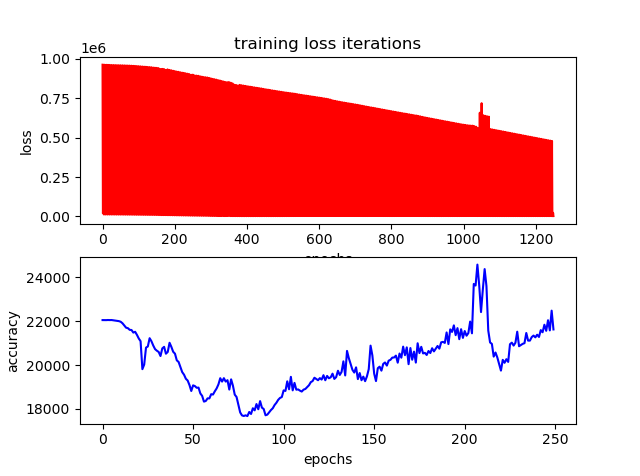 training loss iterations
1e6
1.00
0.75
0.50
0.25
0.00
loss
0 200 400 600 800 1000 1200
epochs
24000
22000
20000
18000
accuracy
0 50 100 150 200 250
epochs